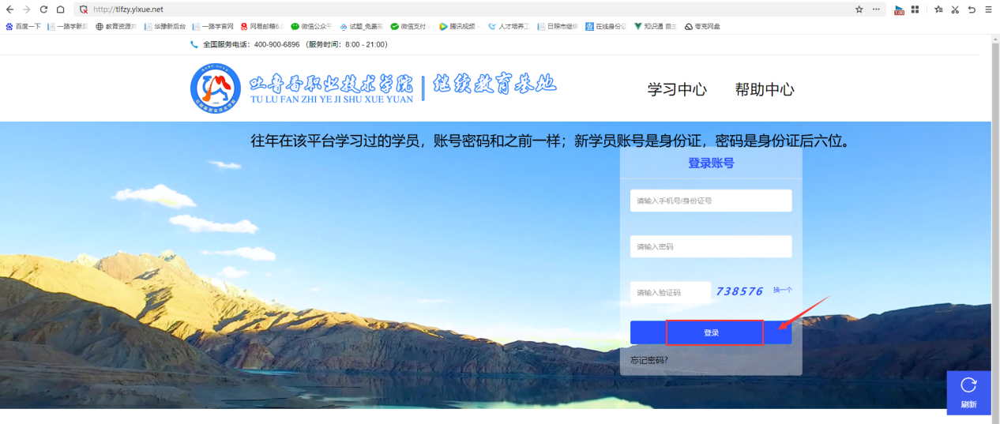 http://tlfzy.ylxue.net
1.00
百度一下 一路学新后 教育资源共 华豫新后台 一路学官网 网易邮箱6.0 微信公众平 试题_免费 微信支付 - 腾讯视频 - 人才培养工 日照市继续 在线身份证 知识通 自主 夸克网盘
全国服务电话：400-900-6896 （服务时间：8:00 - 21:00）
吐鲁番职业技术学院 继续教育基地
TU LU FAN ZHI YE JI SHU XUE YUAN
学习中心 帮助中心
往年在该平台学习过的学员，账号密码和之前一样；新学员账号是身份证，密码是身份证后六位。
登录账号
请输入手机号/身份证号
请输入密码
请输入验证码 738576 换一个
登录
忘记密码?
刷新